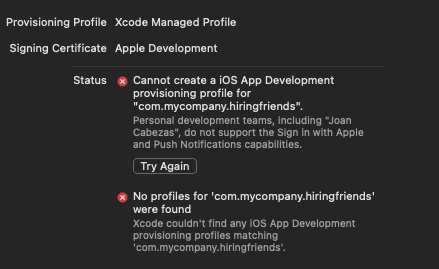 Provisioning Profile Xcode Managed Profile
Signing Certificate Apple Development
Status Cannot create a iOS App Development
provisioning profile for
"com.mycompany.hiringfriends".
Personal development teams, including "Joan
Cabezas", do not support the Sign in with Apple
and Push Notifications capabilities.
Try Again
No profiles for 'com.mycompany.hiringfriends'
were found
Xcode couldn't find any iOS App Development
provisioning profiles matching
'com.mycompany.hiringfriends'.